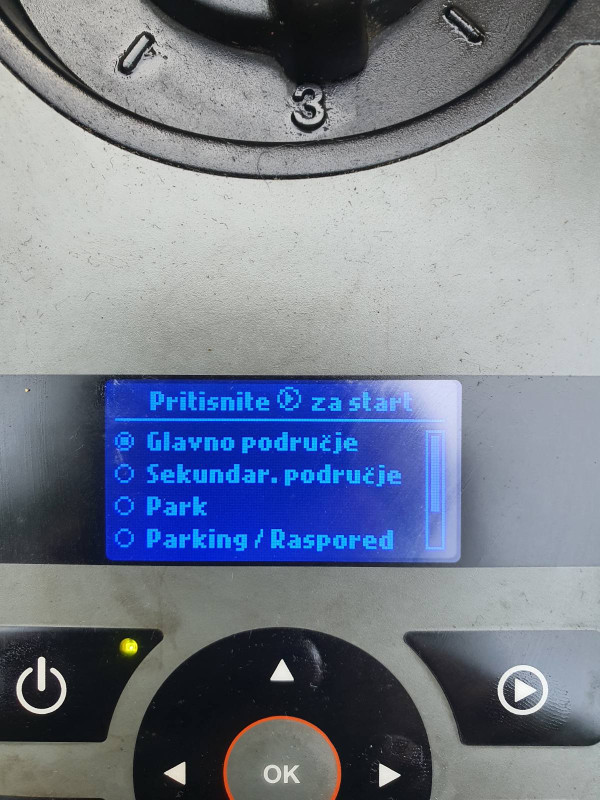 3
Pritisnite za start
Glavno područje
Sekundar. područje
Park
Parking / Raspored
OK